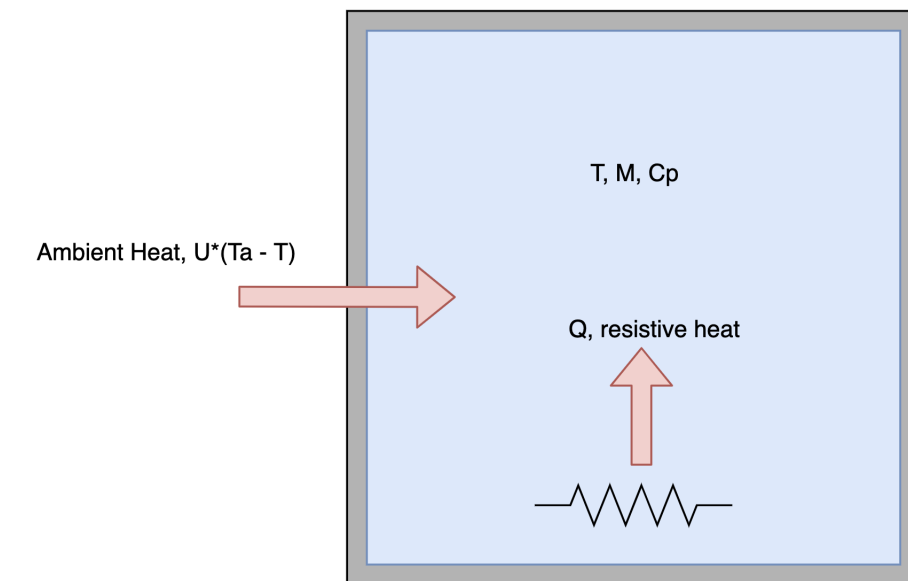 T, M, Cp
Ambient Heat, U*(Ta - T)
Q, resistive heat